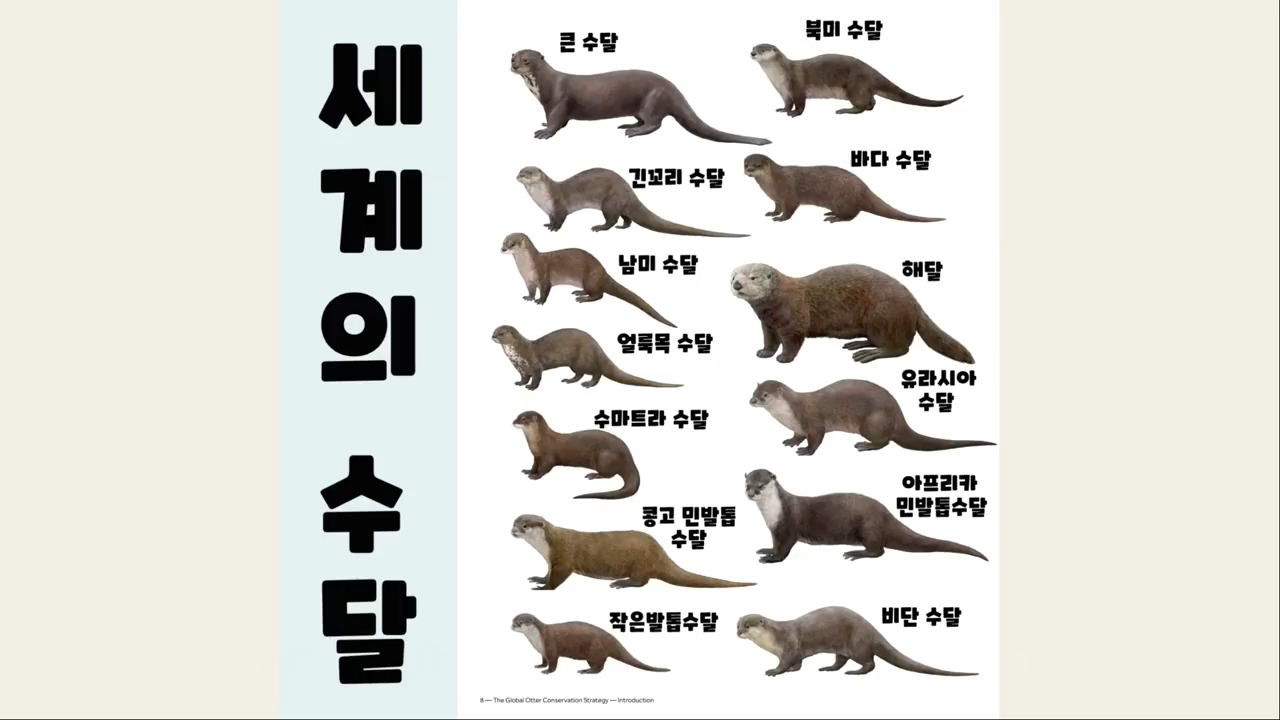 세계의 수달
큰 수달
북미 수달
긴꼬리 수달
바다 수달
남미 수달
해달
얼룩목 수달
유라시아
수달
수마트라 수달
아프리카
민발톱수달
콩고 민발톱
수달
작은발톱수달
비단 수달
8 — The Global Otter Conservation Strategy — Introduction